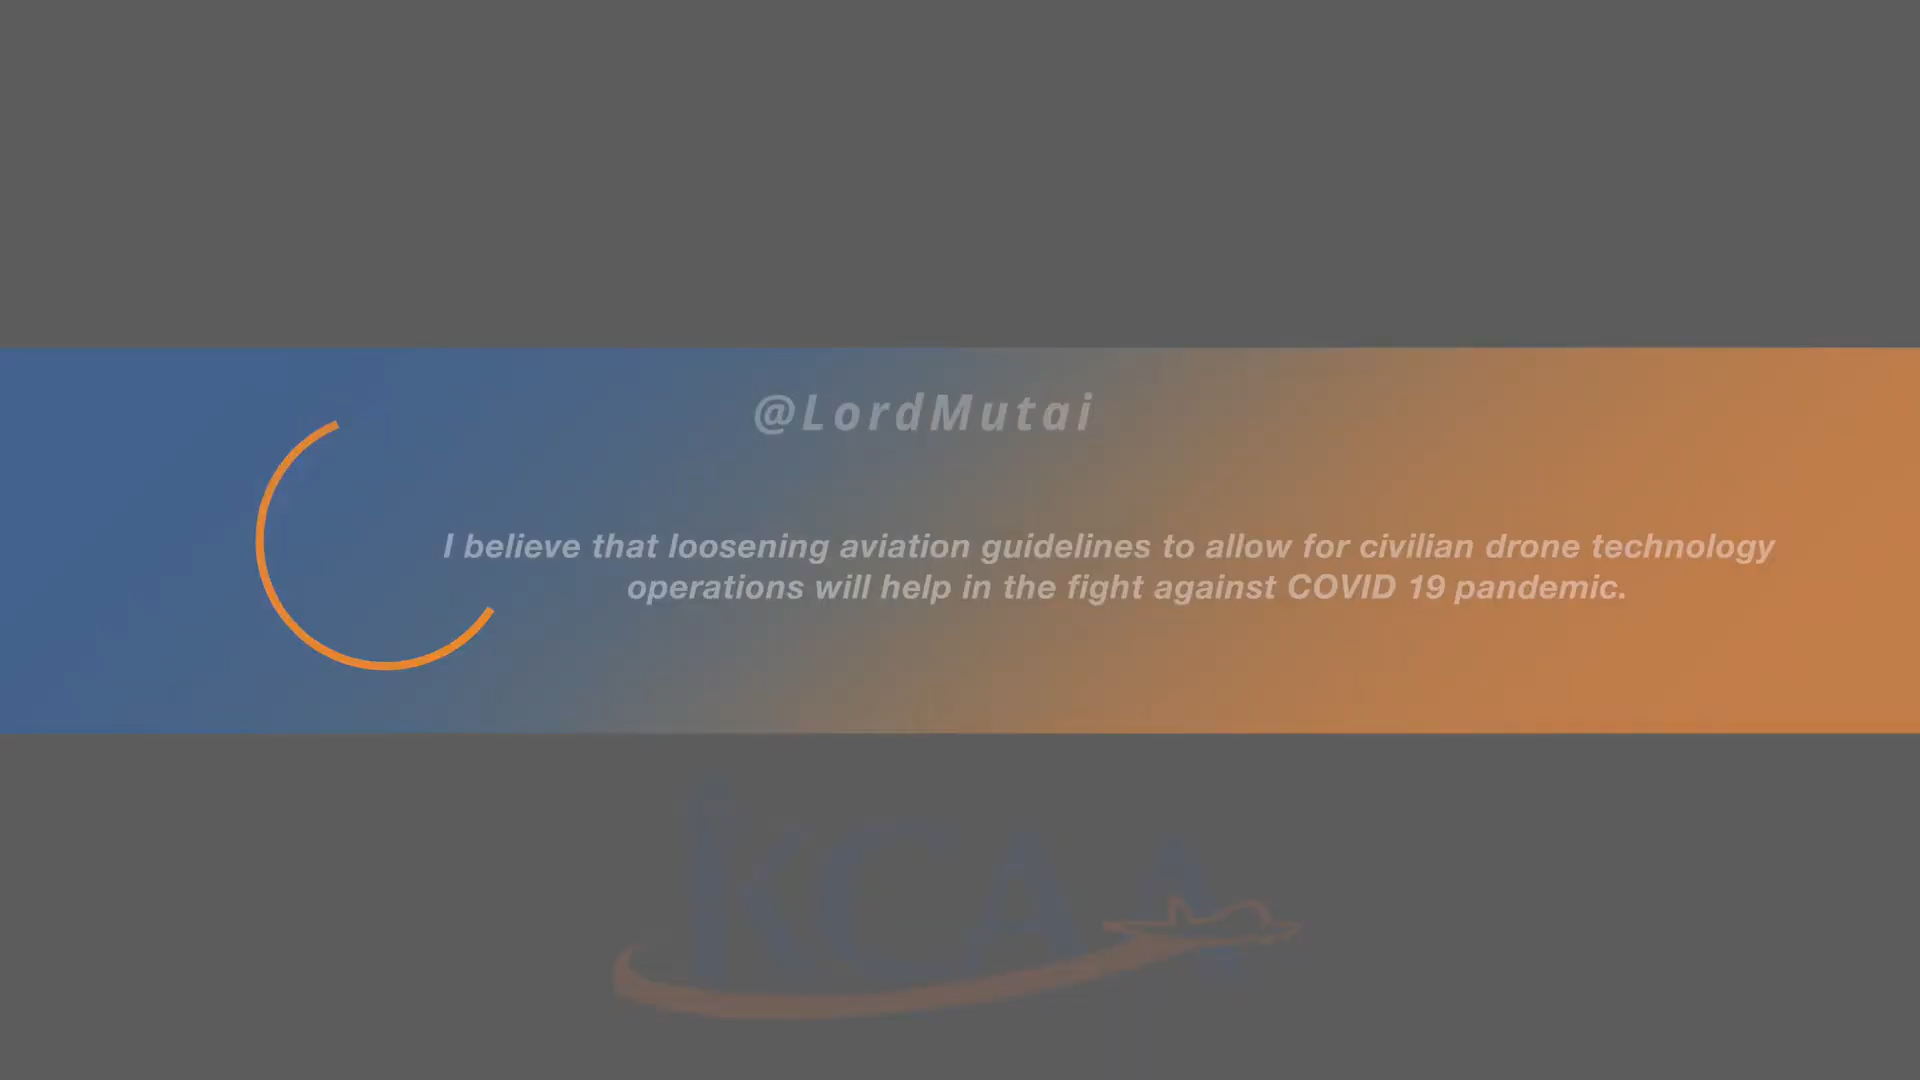 @LordMutai
I believe that loosening aviation guidelines to allow for civilian drone technology
operations will help in the fight against COVID 19 pandemic.
KCAA